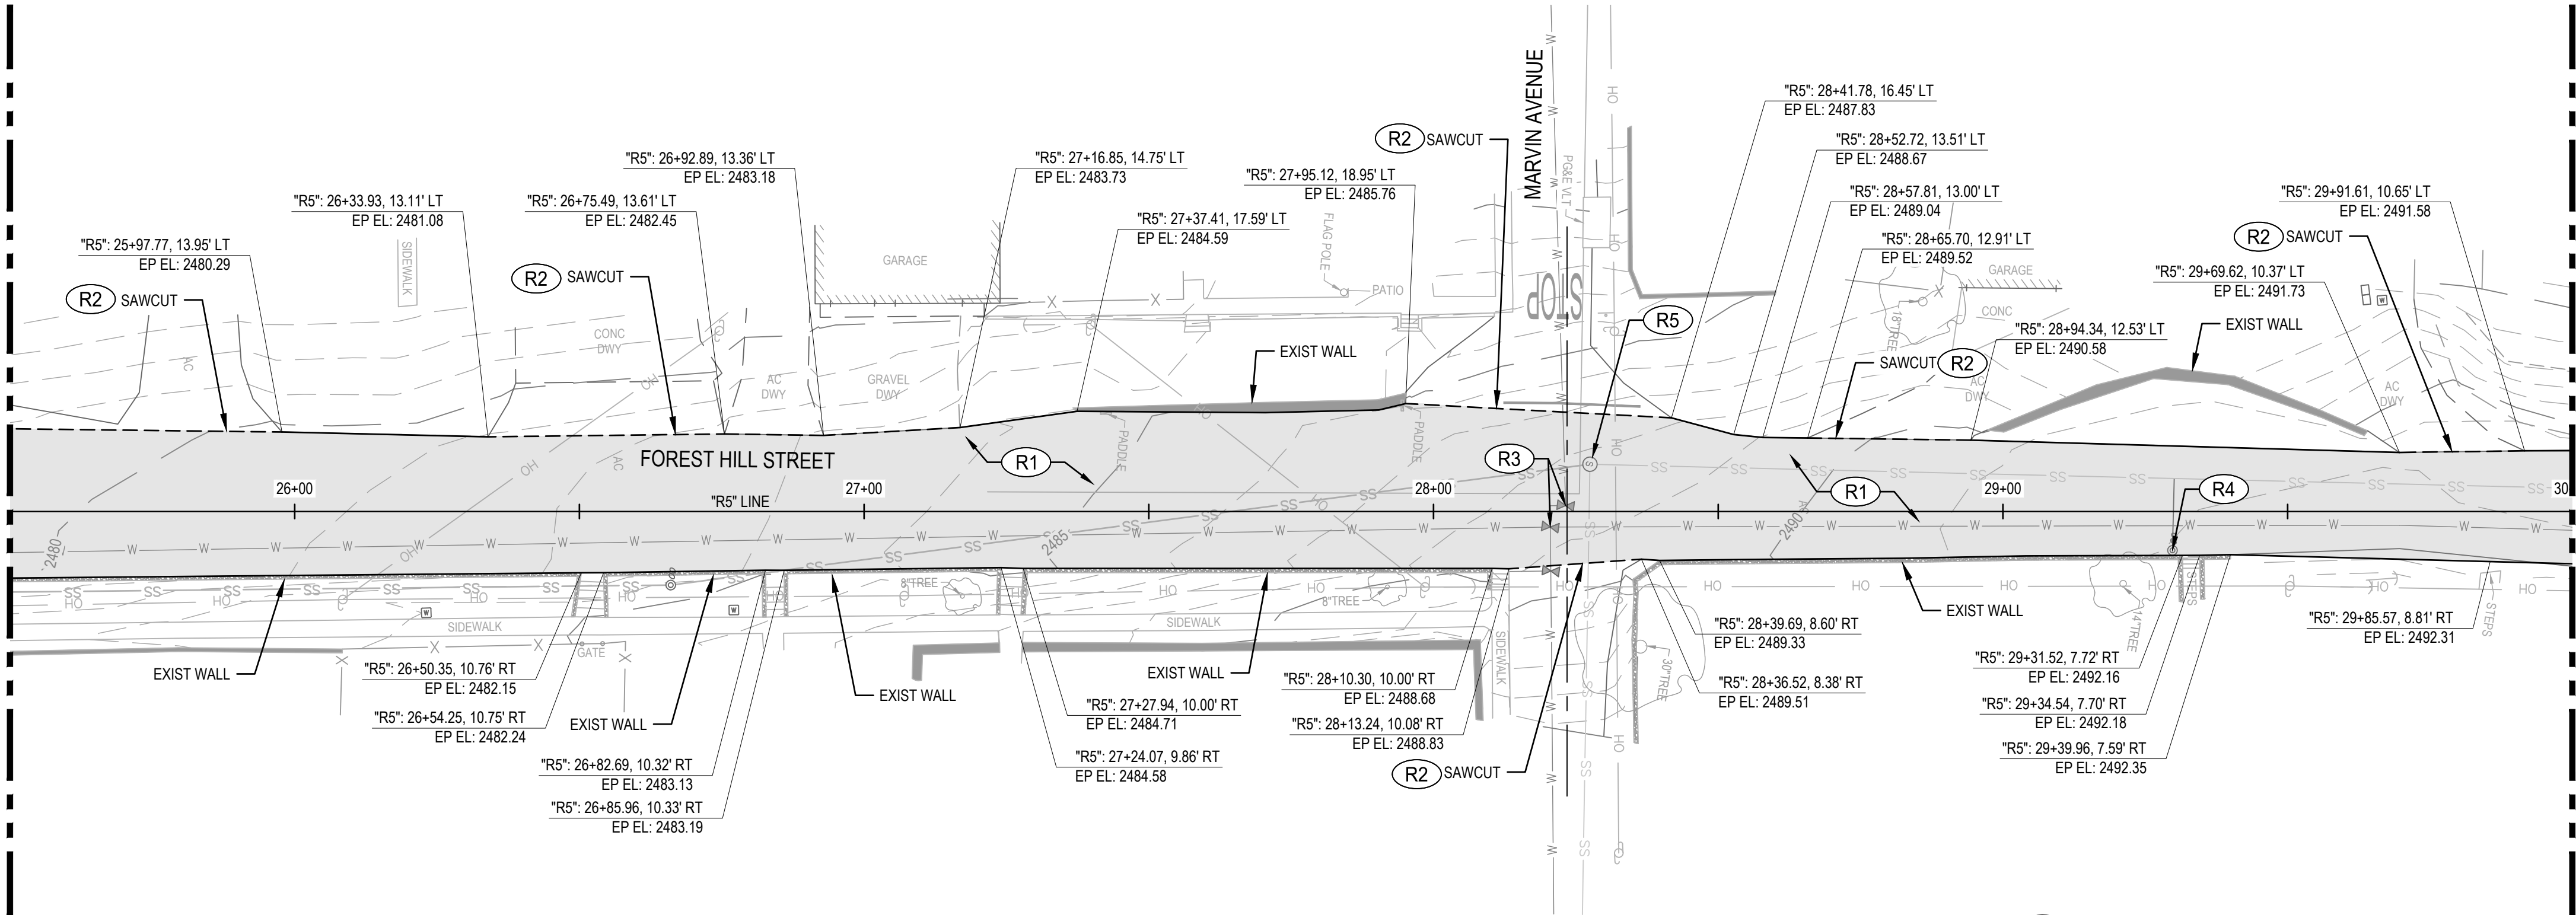 "R5": 25+97.77, 13.95' LT
EP EL: 2480.29
R2 SAWCUT
"R5": 26+33.93, 13.11' LT
EP EL: 2481.08
SIDEWALK
"R5": 26+75.49, 13.61' LT
EP EL: 2482.45
R2 SAWCUT
"R5": 26+92.89, 13.36' LT
EP EL: 2483.18
GARAGE
"R5": 27+16.85, 14.75' LT
EP EL: 2483.73
"R5": 27+37.41, 17.59' LT
EP EL: 2484.59
"R5": 27+95.12, 18.95' LT
EP EL: 2485.76
FLAG POLE
PATIO
R2 SAWCUT
MARVIN AVENUE
PG&E VLT
STOP
R5
"R5": 28+41.78, 16.45' LT
EP EL: 2487.83
"R5": 28+52.72, 13.51' LT
EP EL: 2488.67
"R5": 28+57.81, 13.00' LT
EP EL: 2489.04
"R5": 28+65.70, 12.91' LT
EP EL: 2489.52
GARAGE
18"TREE
CONC
"R5": 28+94.34, 12.53' LT
EP EL: 2490.58
SAWCUT R2
"R5": 29+69.62, 10.37' LT
EP EL: 2491.73
EXIST WALL
"R5": 29+91.61, 10.65' LT
EP EL: 2491.58
R2 SAWCUT
AC
CONC
DWY
OH
AC
DWY
GRAVEL
DWY
EXIST WALL
AC
DWY
AC
DWY
PADDLE
PADDLE
FOREST HILL STREET
AC
OH
R1
R3
R1
R4
26+00
27+00
28+00
29+00
30
"R5" LINE
2480
2485
2490
OH
W W W W W
SS SS SS SS
HO HO HO HO
8"TREE
8"TREE
SIDEWALK
SIDEWALK
SIDEWALK
GATE
X X X X
STEPS
14"TREE
STEPS
30"TREE
EXIST WALL
"R5": 26+50.35, 10.76' RT
EP EL: 2482.15
"R5": 26+54.25, 10.75' RT
EP EL: 2482.24
EXIST WALL
"R5": 26+82.69, 10.32' RT
EP EL: 2483.13
"R5": 26+85.96, 10.33' RT
EP EL: 2483.19
EXIST WALL
"R5": 27+27.94, 10.00' RT
EP EL: 2484.71
"R5": 27+24.07, 9.86' RT
EP EL: 2484.58
EXIST WALL
"R5": 28+10.30, 10.00' RT
EP EL: 2488.68
"R5": 28+13.24, 10.08' RT
EP EL: 2488.83
R2 SAWCUT
"R5": 28+39.69, 8.60' RT
EP EL: 2489.33
"R5": 28+36.52, 8.38' RT
EP EL: 2489.51
EXIST WALL
"R5": 29+31.52, 7.72' RT
EP EL: 2492.16
"R5": 29+34.54, 7.70' RT
EP EL: 2492.18
"R5": 29+39.96, 7.59' RT
EP EL: 2492.35
"R5": 29+85.57, 8.81' RT
EP EL: 2492.31